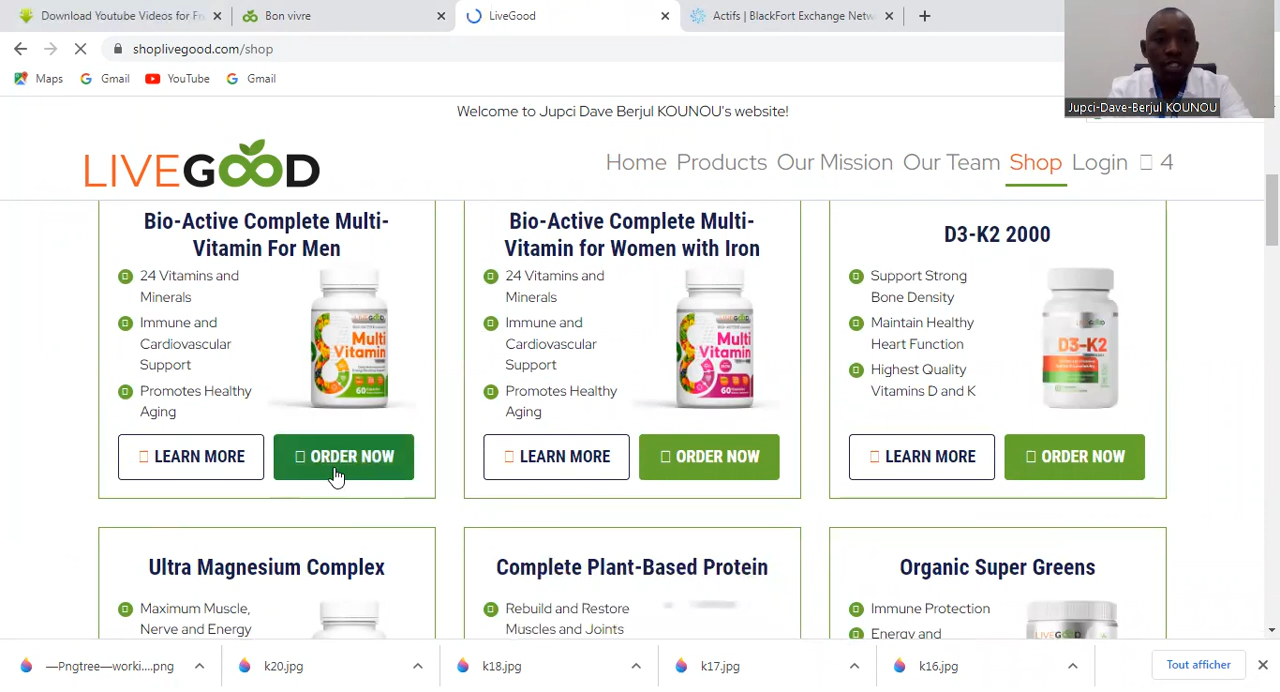 Download Youtube Videos for Fr
Bon vivre
LiveGood
Actifs | BlackFort Exchange Netw
shoplivegood.com/shop
Maps
Gmail
YouTube
Gmail
Jupci-Dave-Berjul KOUNOU
Welcome to Jupci Dave Berjul KOUNOU's website!
LIVEGOOD
Home Products Our Mission Our Team Shop Login 4
Bio-Active Complete Multi-
Vitamin For Men
24 Vitamins and
Minerals
Immune and
Cardiovascular
Support
Promotes Healthy
Aging
LIVEGOOD
Multi
Vitamin
60
LEARN MORE
ORDER NOW
Bio-Active Complete Multi-
Vitamin for Women with Iron
24 Vitamins and
Minerals
Immune and
Cardiovascular
Support
Promotes Healthy
Aging
LIVEGOOD
Multi
Vitamin
60
LEARN MORE
ORDER NOW
D3-K2 2000
Support Strong
Bone Density
Maintain Healthy
Heart Function
Highest Quality
Vitamins D and K
LIVEGOOD
D3-K2
LEARN MORE
ORDER NOW
Ultra Magnesium Complex
Maximum Muscle,
Nerve and Energy
Complete Plant-Based Protein
Rebuild and Restore
Muscles and Joints
Organic Super Greens
Immune Protection
Energy and
LIVEGOOD
—Pngtree—worki....png
k20.jpg
k18.jpg
k17.jpg
k16.jpg
Tout afficher